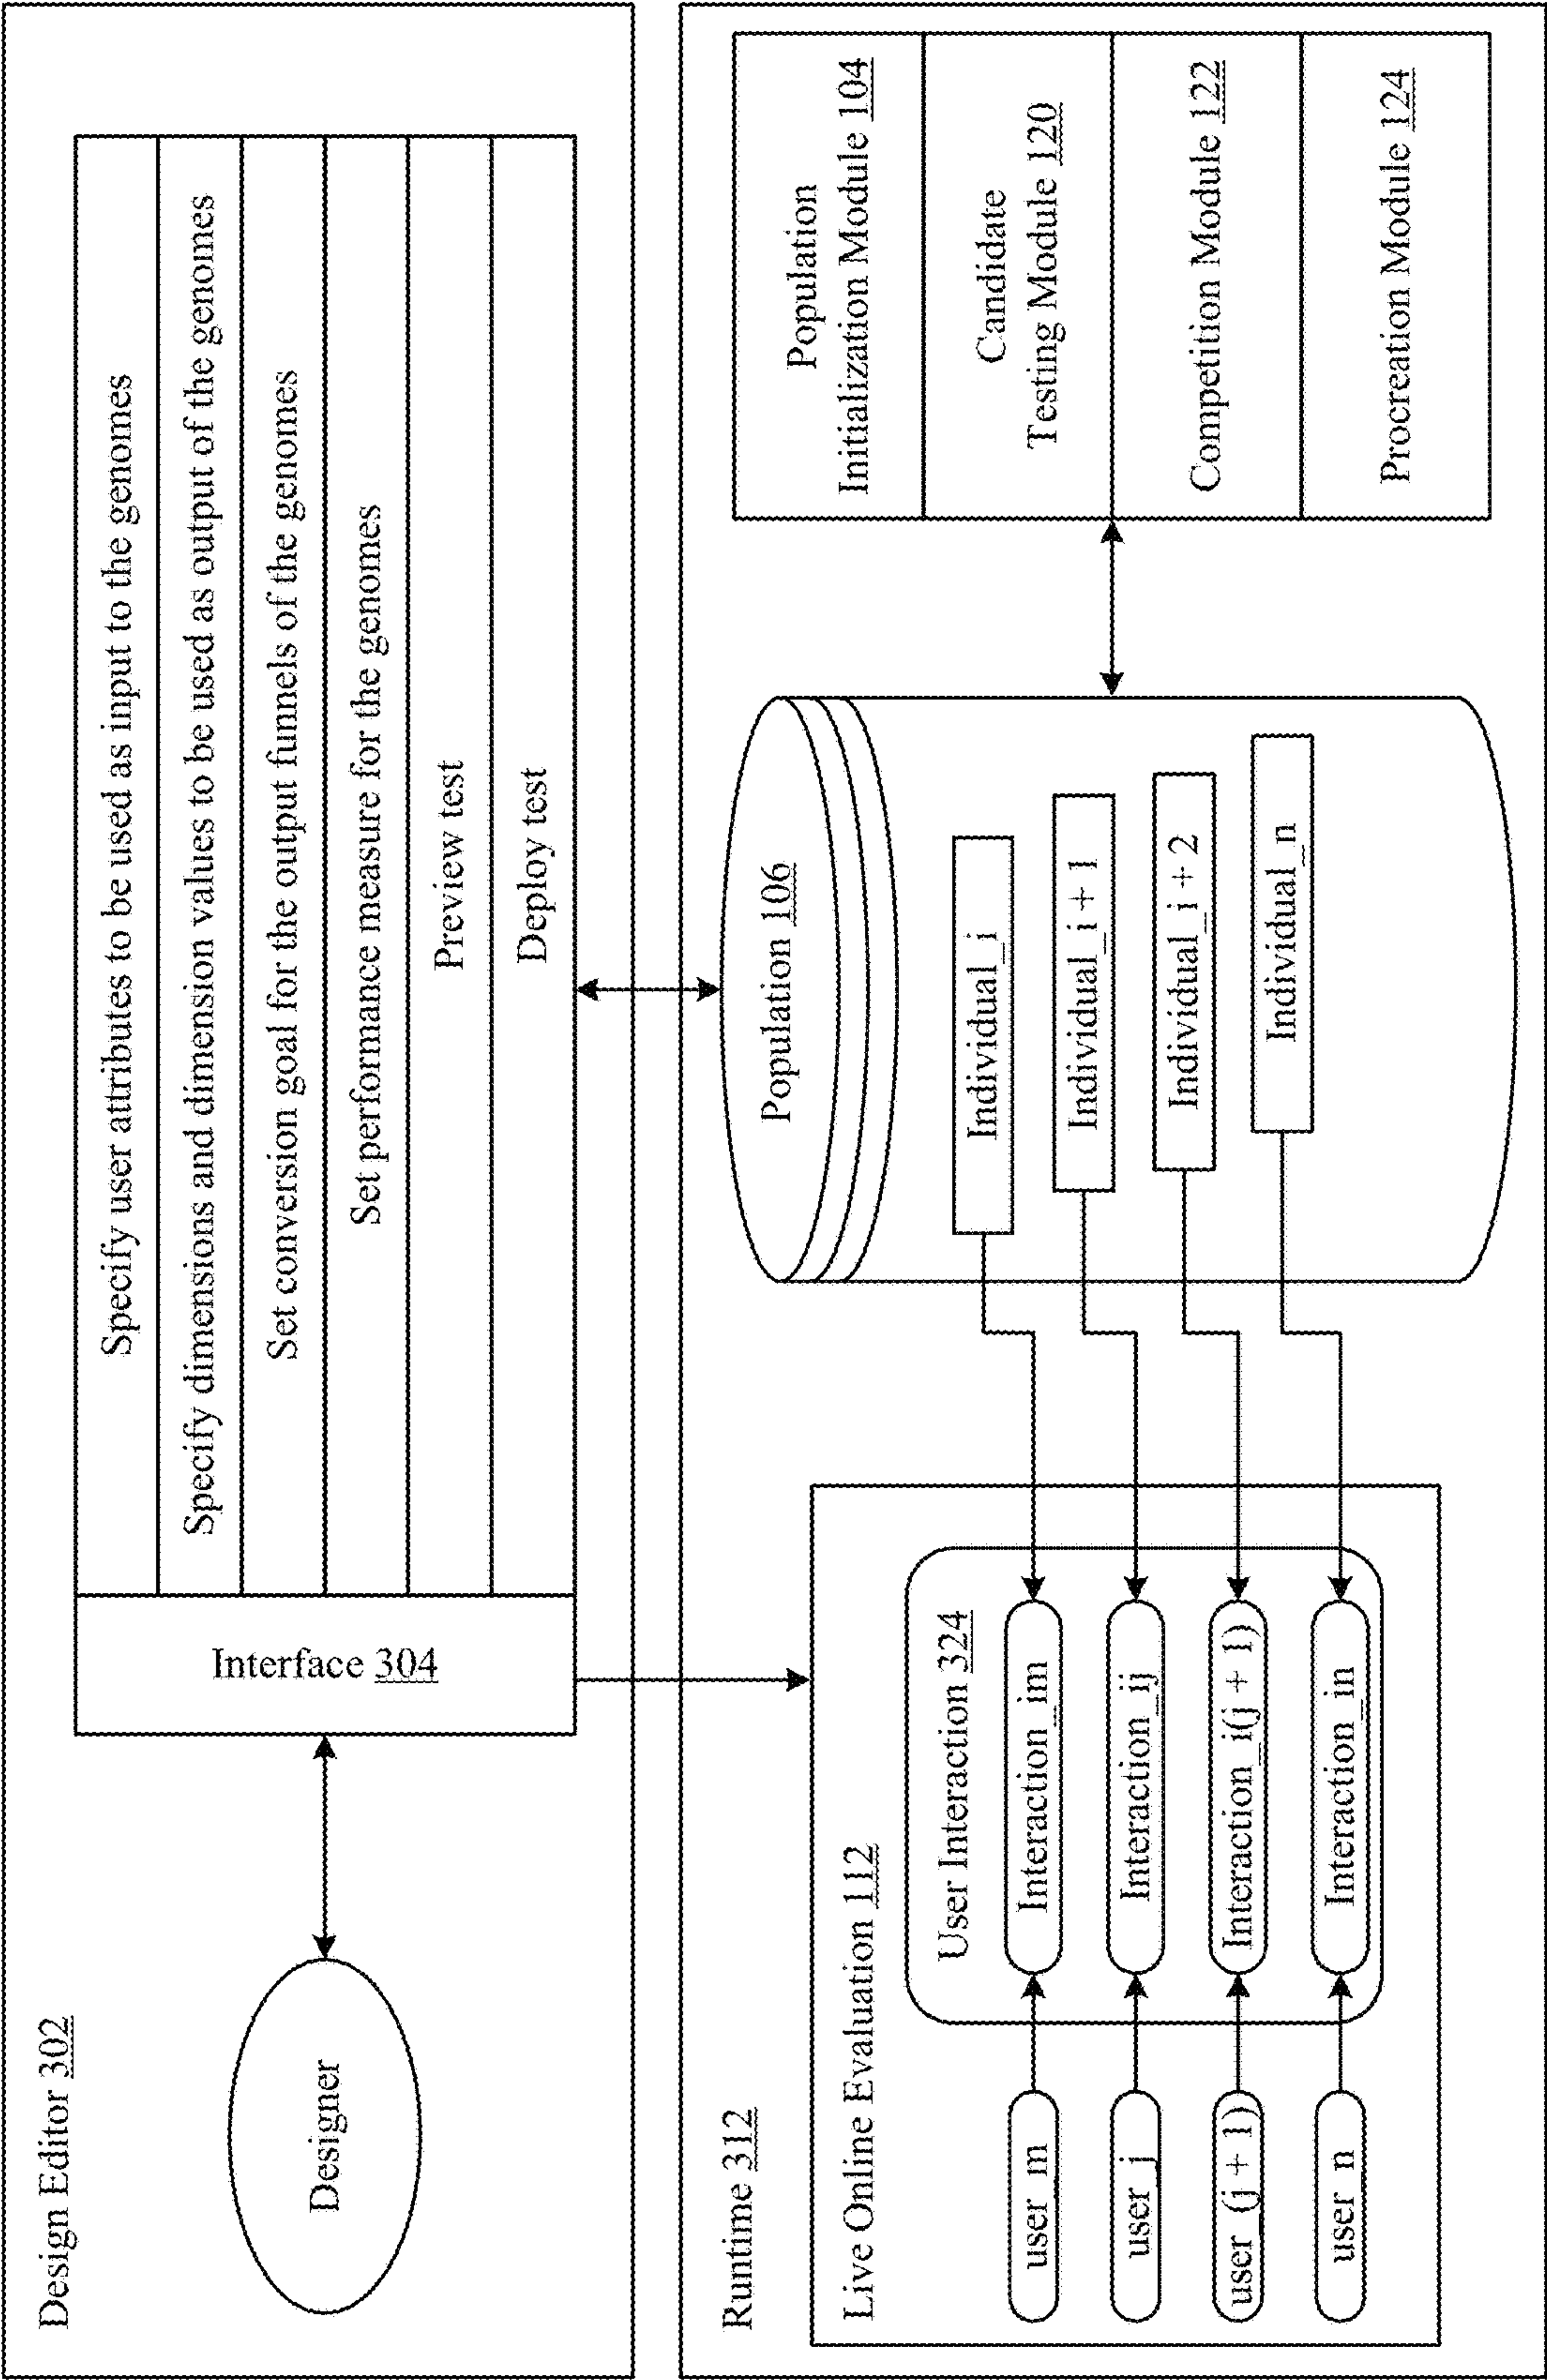 Design Editor 302
Designer
Interface 304
Specify user attributes to be used as input to the genomes
Specify dimensions and dimension values to be used as output of the genomes
Set conversion goal for the output funnels of the genomes
Set performance measure for the genomes
Preview test
Deploy test
Runtime 312
Live Online Evaluation 112
User Interaction 324
user_m
Interaction_im
user_j
Interaction_ij
user_(j + 1)
Interaction_i(j + 1)
user_n
Interaction_in
Population 106
Individual_i
Individual_i + 1
Individual_i + 2
Individual_n
Population
Initialization Module 104
Candidate
Testing Module 120
Competition Module 122
Procreation Module 124